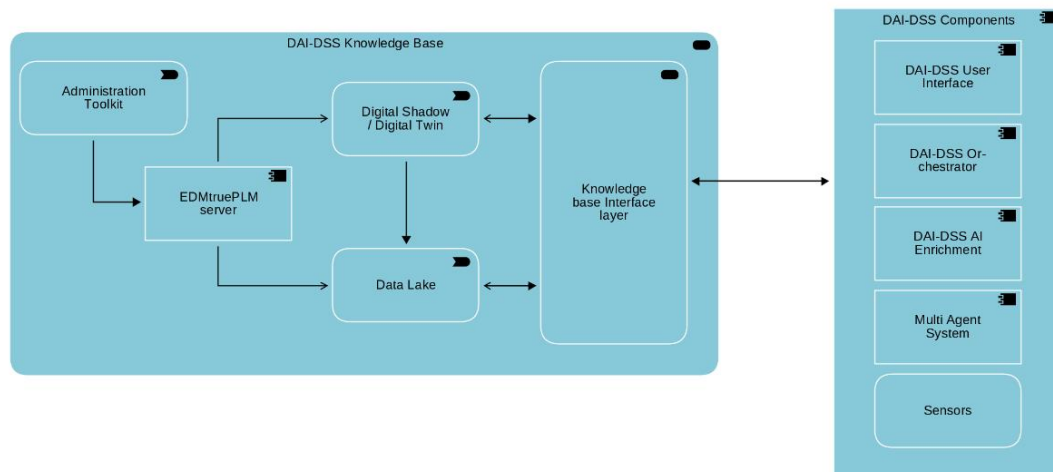 DAI-DSS Knowledge Base
Administration
Toolkit
EDMtruePLM
server
Digital Shadow
/ Digital Twin
Data Lake
Knowledge
base Interface
layer
DAI-DSS Components
DAI-DSS User
Interface
DAI-DSS Or-
chestrator
DAI-DSS AI
Enrichment
Multi Agent
System
Sensors